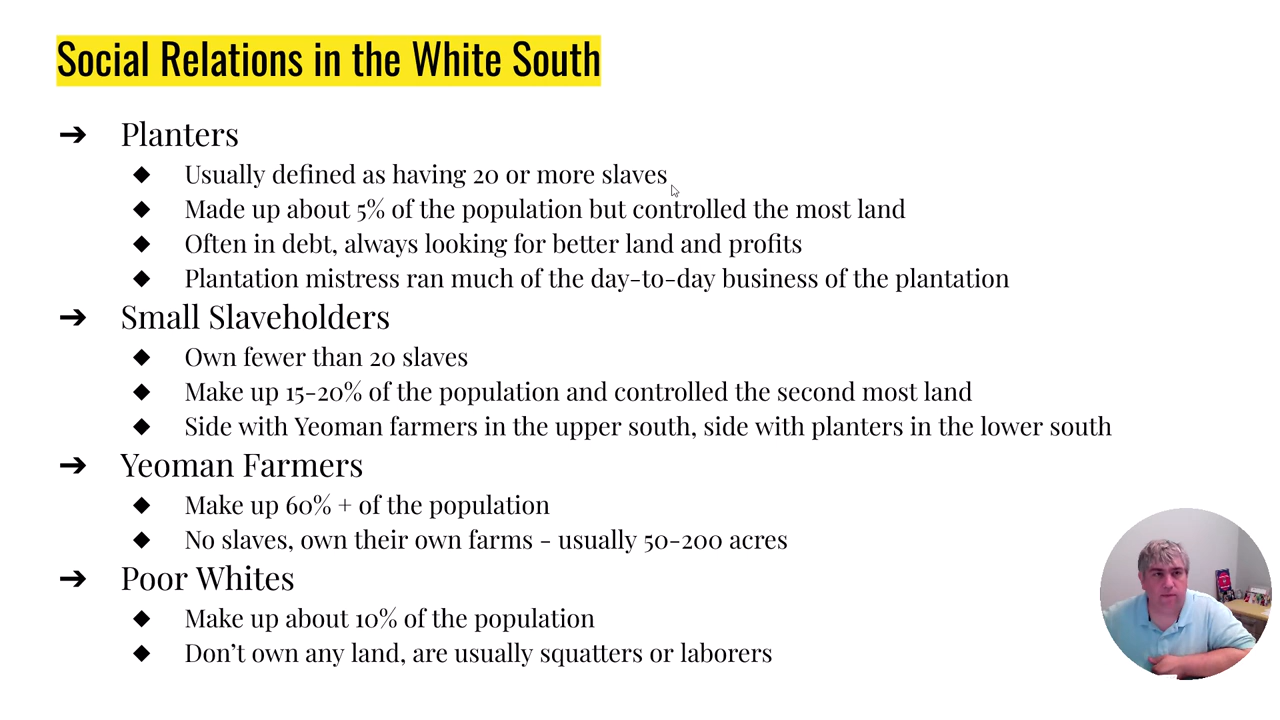 Social Relations in the White South
➔ Planters
◆ Usually defined as having 20 or more slaves
◆ Made up about 5% of the population but controlled the most land
◆ Often in debt, always looking for better land and profits
◆ Plantation mistress ran much of the day-to-day business of the plantation
➔ Small Slaveholders
◆ Own fewer than 20 slaves
◆ Make up 15-20% of the population and controlled the second most land
◆ Side with Yeoman farmers in the upper south, side with planters in the lower south
➔ Yeoman Farmers
◆ Make up 60% + of the population
◆ No slaves, own their own farms - usually 50-200 acres
➔ Poor Whites
◆ Make up about 10% of the population
◆ Don’t own any land, are usually squatters or laborers